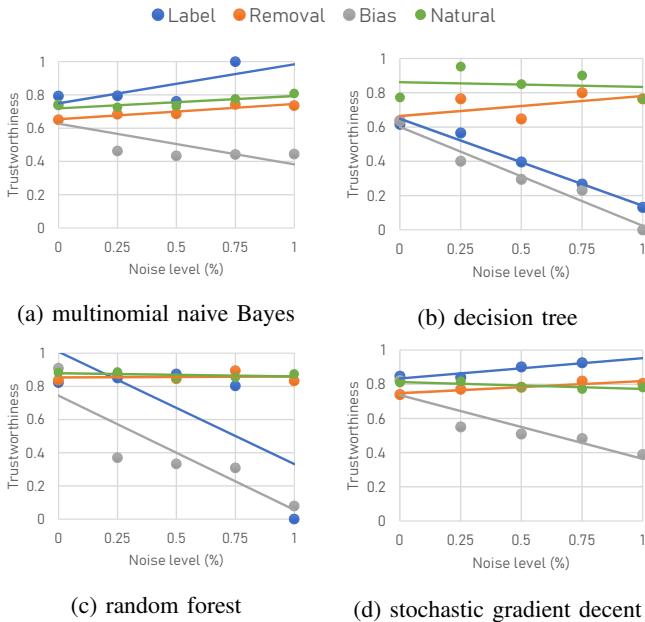 Label Removal Bias Natural
Trustworthiness
1
0.8
0.6
0.4
0.2
0
0 0.25 0.5 0.75 1
Noise level (%)
(a) multinomial naive Bayes
Trustworthiness
1
0.8
0.6
0.4
0.2
0
0 0.25 0.5 0.75 1
Noise level (%)
(b) decision tree
Trustworthiness
1
0.8
0.6
0.4
0.2
0
0 0.25 0.5 0.75 1
Noise level (%)
(c) random forest
Trustworthiness
1
0.8
0.6
0.4
0.2
0
0 0.25 0.5 0.75 1
Noise level (%)
(d) stochastic gradient decent